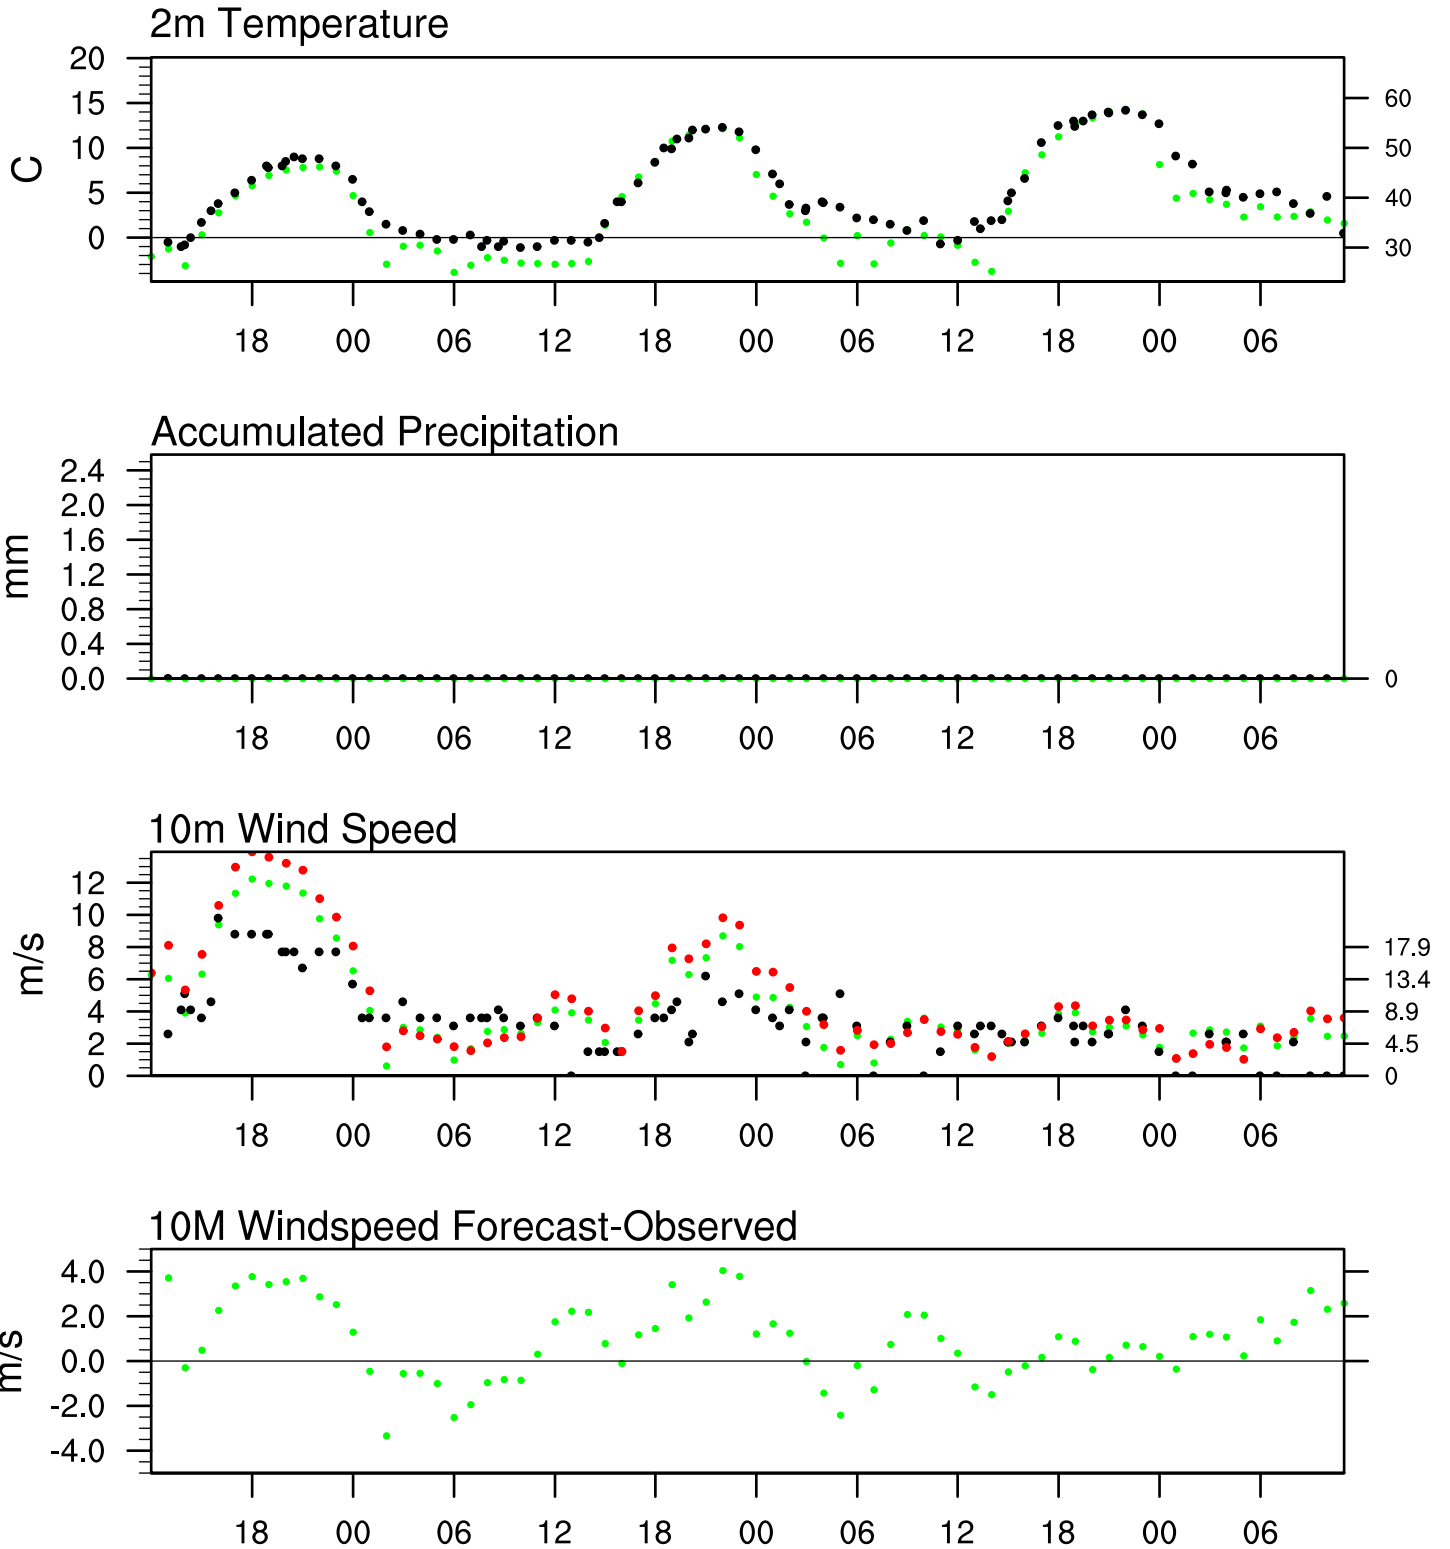 2m Temperature
20
15
10
5
0
C
60
50
40
30
18 00 06 12 18 00 06 12 18 00 06
Accumulated Precipitation
2.4
2.0
1.6
1.2
0.8
0.4
0.0
mm
0
18 00 06 12 18 00 06 12 18 00 06
10m Wind Speed
12
10
8
6
4
2
0
m/s
17.9
13.4
8.9
4.5
0
18 00 06 12 18 00 06 12 18 00 06
10M Windspeed Forecast-Observed
4.0
2.0
0.0
-2.0
-4.0
m/s
18 00 06 12 18 00 06 12 18 00 06